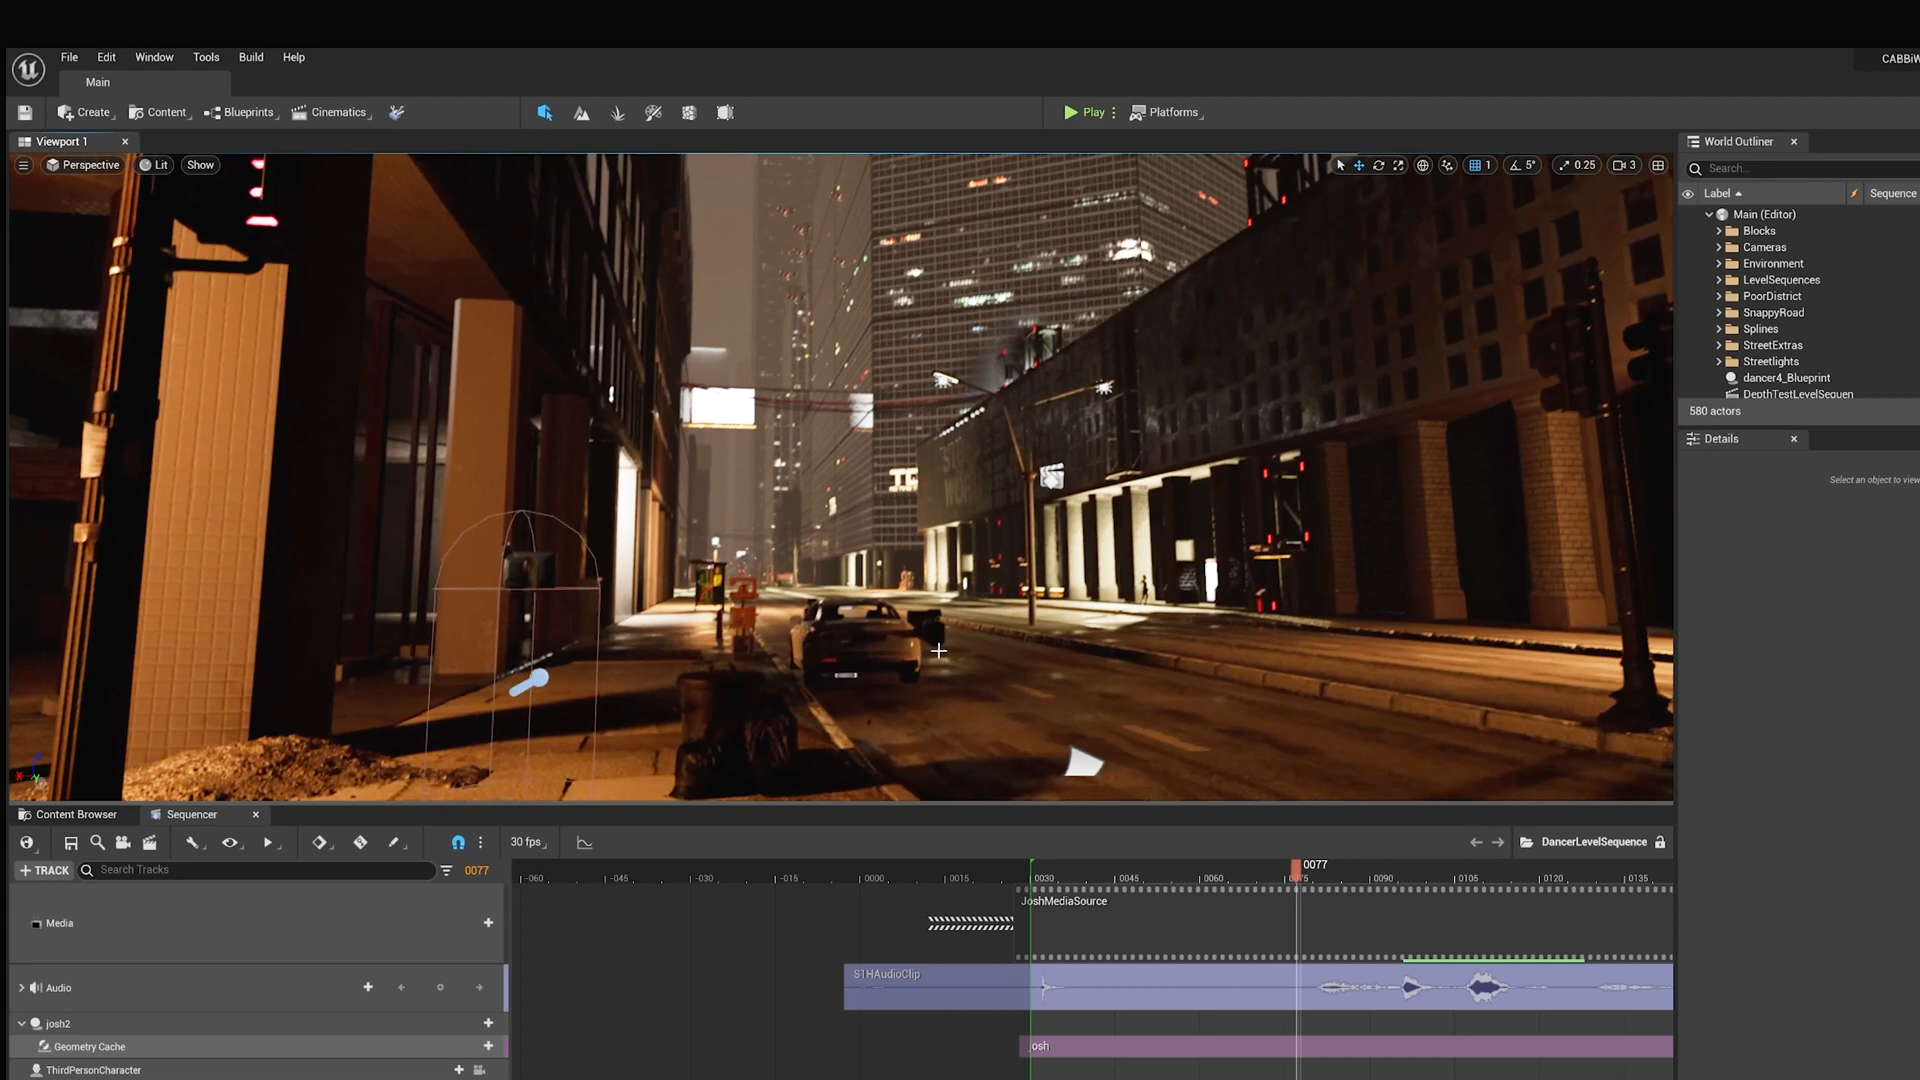 File Edit Window Tools Build Help
CABBiW
Main
Create Content Blueprints Cinematics Play Platforms
Viewport 1
World Outliner
Perspective Lit Show 1 5° 0.25 3
Search...
Label Sequence
Main (Editor)
Blocks
Cameras
Environment
LevelSequences
PoorDistrict
SnappyRoad
Splines
StreetExtras
Streetlights
dancer4_Blueprint
DepthTestLevelSequen
580 actors
Details
Select an object to view
Content Browser Sequencer
30 fps DancerLevelSequence
+ TRACK Search Tracks 0077
0077
-060 -045 -030 -015 0000 0015 0030 0045 0060 0075 0090 0105 0120 0135
JoshMediaSource
Media
S1HAudioClip
Audio
josh2
Geometry Cache
josh
ThirdPersonCharacter